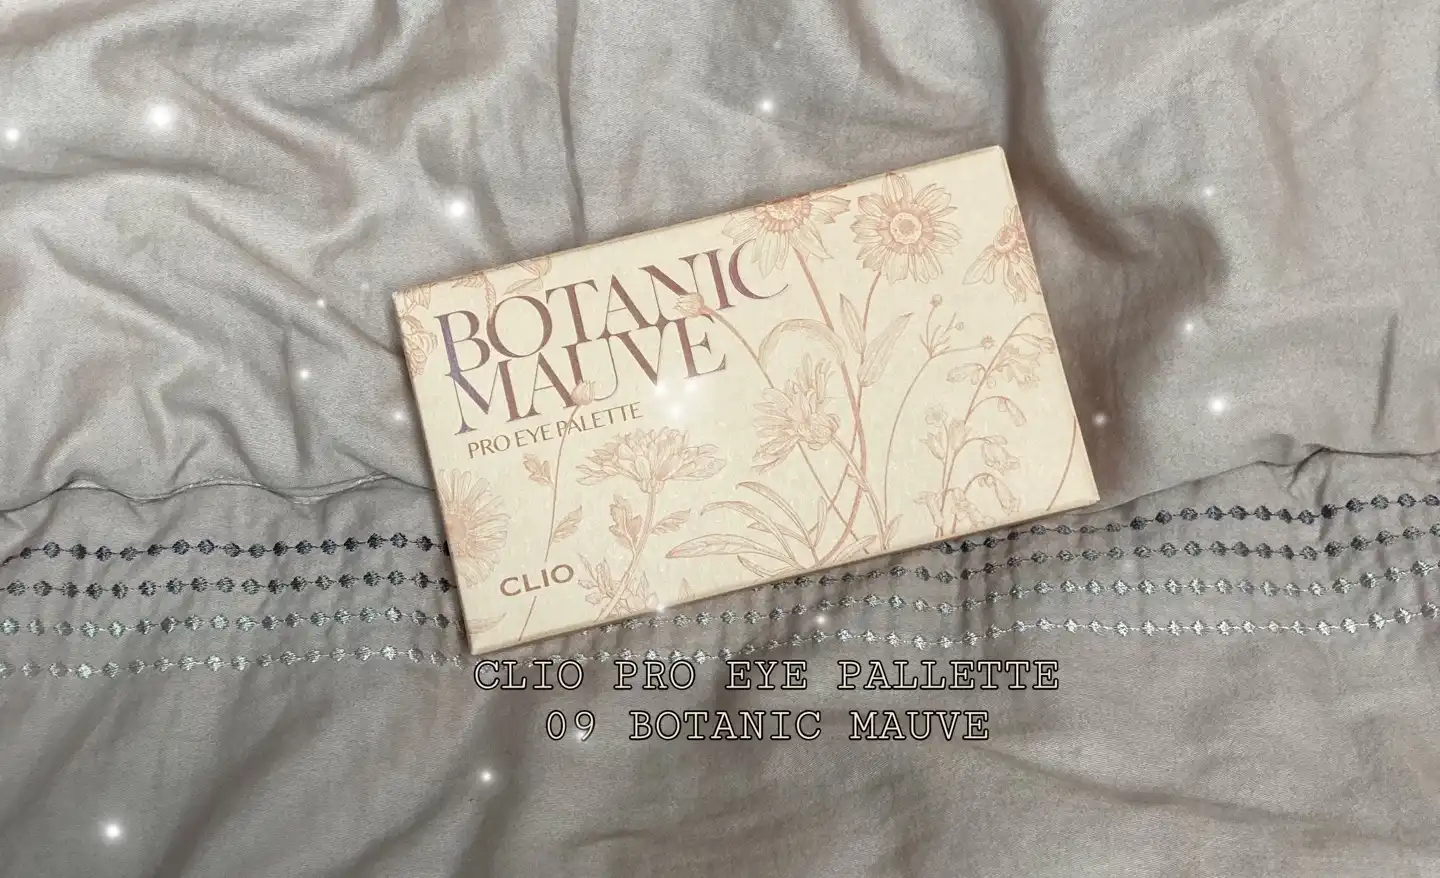 BOTANIC
MAUVE
PRO EYE PALETTE
CLIO
CLIO PRO EYE PALLETTE
09 BOTANIC MAUVE